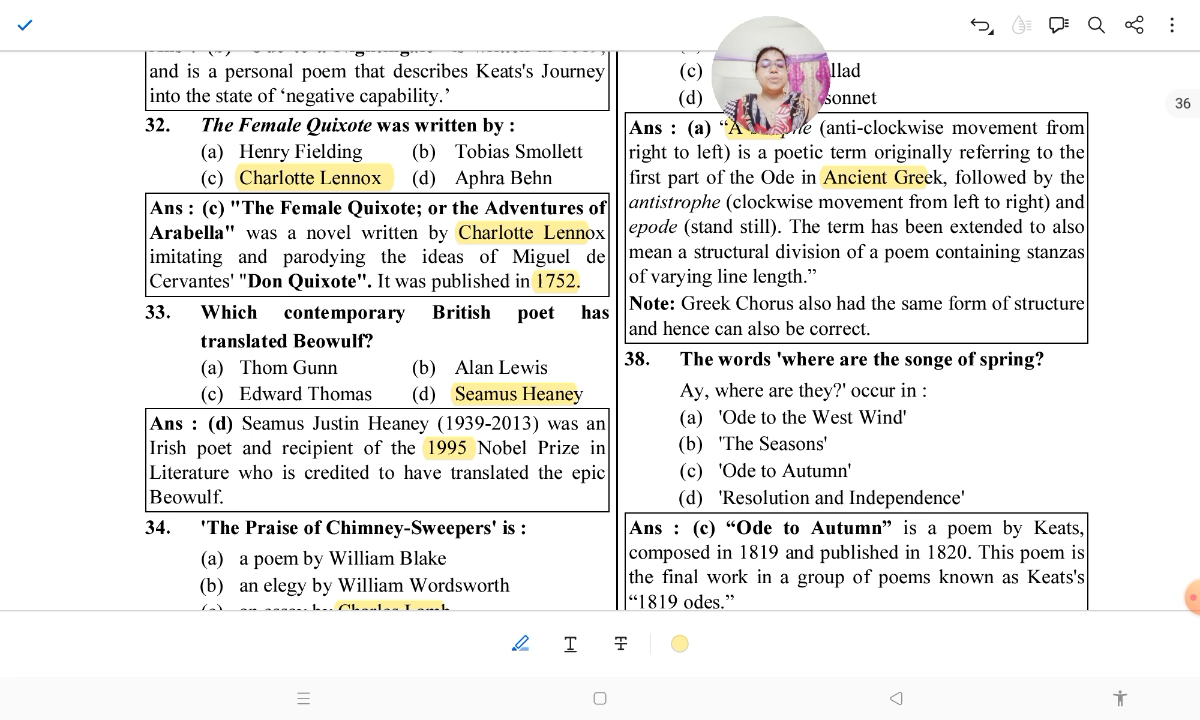 and is a personal poem that describes Keats's Journey
into the state of ‘negative capability.’
32. The Female Quixote was written by :
(a) Henry Fielding (b) Tobias Smollett
(c) Charlotte Lennox (d) Aphra Behn
Ans : (c) "The Female Quixote; or the Adventures of
Arabella" was a novel written by Charlotte Lennox
imitating and parodying the ideas of Miguel de
Cervantes' "Don Quixote". It was published in 1752.
33. Which contemporary British poet has
translated Beowulf?
(a) Thom Gunn (b) Alan Lewis
(c) Edward Thomas (d) Seamus Heaney
Ans : (d) Seamus Justin Heaney (1939-2013) was an
Irish poet and recipient of the 1995 Nobel Prize in
Literature who is credited to have translated the epic
Beowulf.
34. 'The Praise of Chimney-Sweepers' is :
(a) a poem by William Blake
(b) an elegy by William Wordsworth
(c) an essay by Charles Lamb
(c)
(d) sonnet
Ans : (a) “A (anti-clockwise movement from
right to left) is a poetic term originally referring to the
first part of the Ode in Ancient Greek, followed by the
antistrophe (clockwise movement from left to right) and
epode (stand still). The term has been extended to also
mean a structural division of a poem containing stanzas
of varying line length.”
Note: Greek Chorus also had the same form of structure
and hence can also be correct.
38. The words 'where are the songe of spring?
Ay, where are they?' occur in :
(a) 'Ode to the West Wind'
(b) 'The Seasons'
(c) 'Ode to Autumn'
(d) 'Resolution and Independence'
Ans : (c) “Ode to Autumn” is a poem by Keats,
composed in 1819 and published in 1820. This poem is
the final work in a group of poems known as Keats's
“1819 odes.”
36